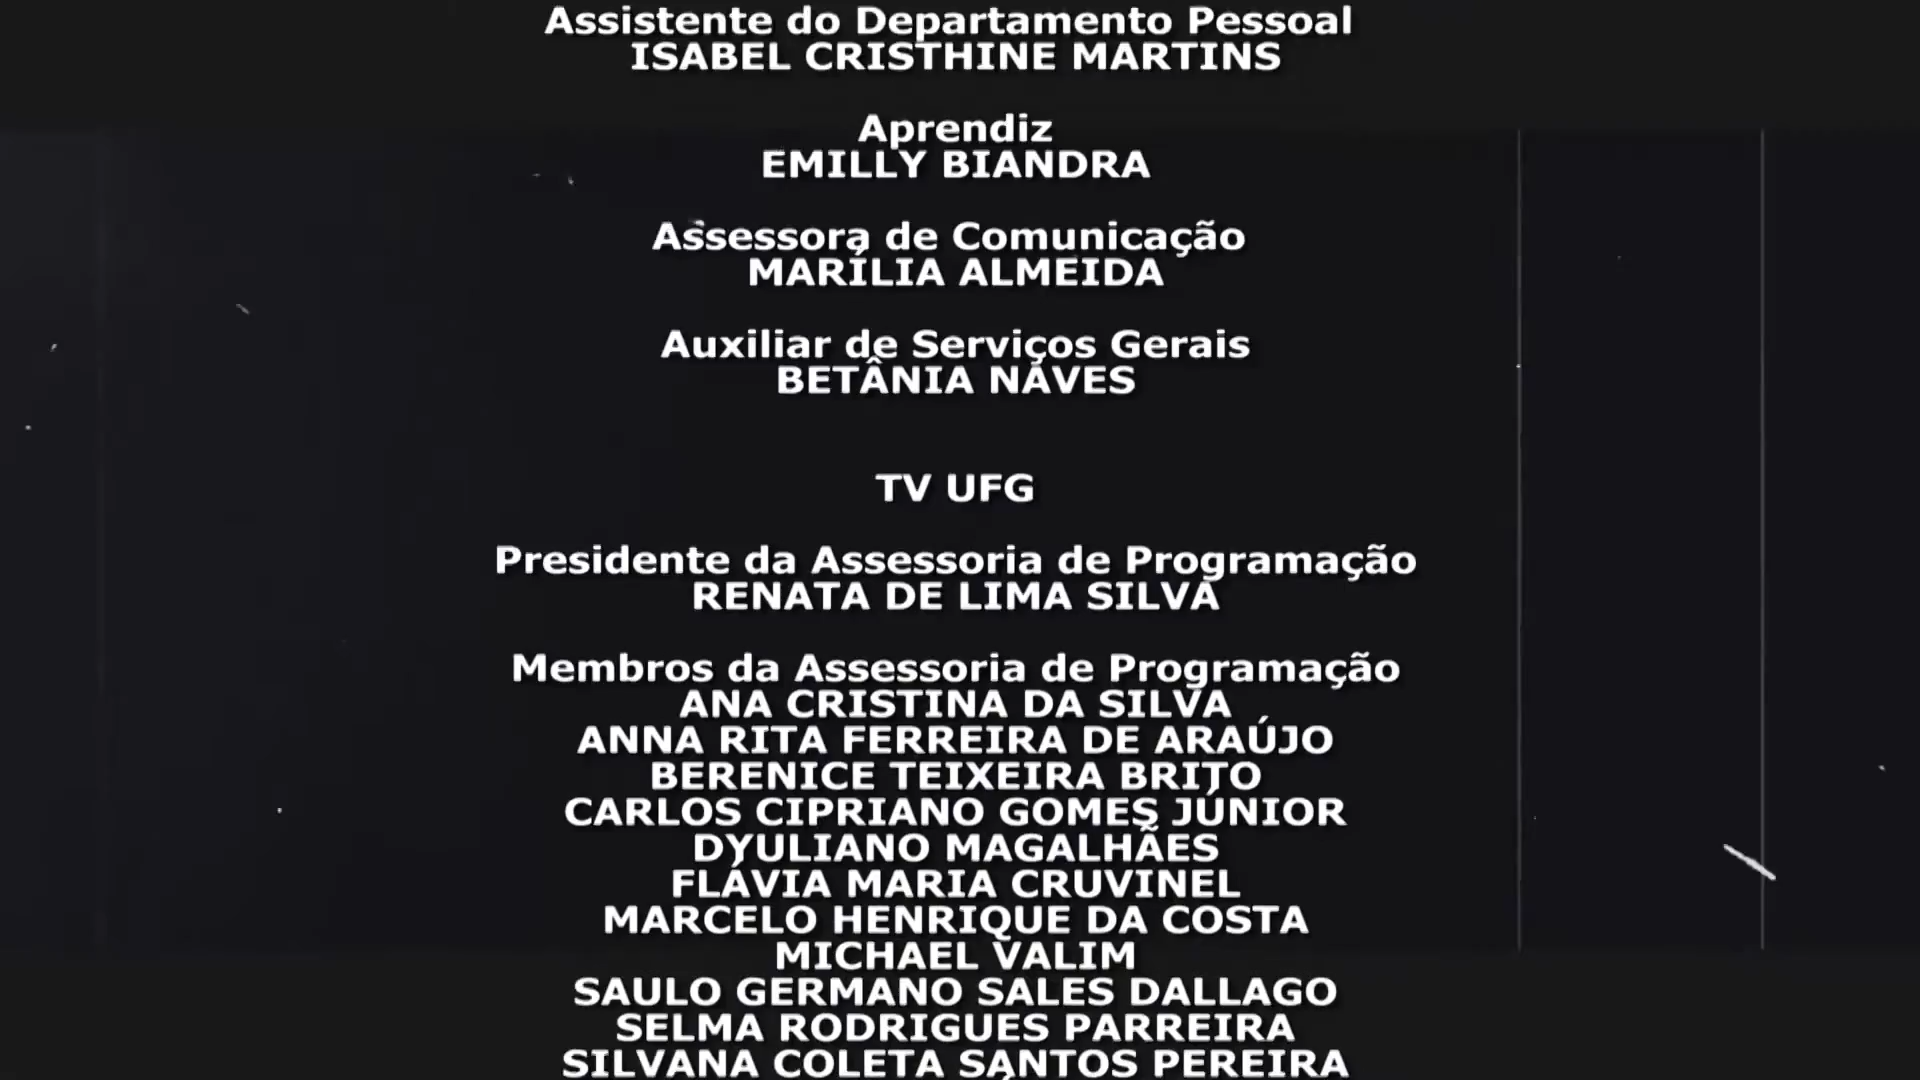 Assistente do Departamento Pessoal
ISABEL CRISTHINE MARTINS
Aprendiz
EMILLY BIANDRA
Assessora de Comunicação
MARÍLIA ALMEIDA
Auxiliar de Serviços Gerais
BETÂNIA NAVES
TV UFG
Presidente da Assessoria de Programação
RENATA DE LIMA SILVA
Membros da Assessoria de Programação
ANA CRISTINA DA SILVA
ANNA RITA FERREIRA DE ARAÚJO
BERENICE TEIXEIRA BRITO
CARLOS CIPRIANO GOMES JÚNIOR
DYULIANO MAGALHÃES
FLÁVIA MARIA CRUVINEL
MARCELO HENRIQUE DA COSTA
MICHAEL VALIM
SAULO GERMANO SALES DALLAGO
SELMA RODRIGUES PARREIRA
SILVANA COLETA SANTOS PEREIRA